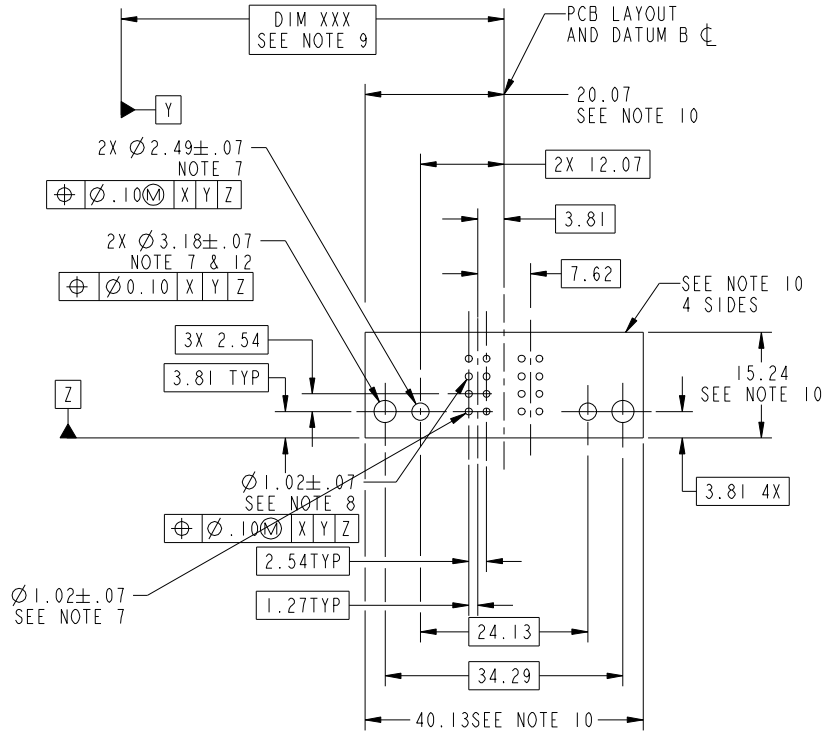 DIM XXX
SEE NOTE 9
PCB LAYOUT
AND DATUM B ℄
Y
20.07
SEE NOTE 10
2X Ø2.49±.07
NOTE 7
⌖ Ø.10Ⓜ X Y Z
2X 12.07
3.81
2X Ø3.18±.07
NOTE 7 & 12
⌖ Ø0.10 X Y Z
7.62
SEE NOTE 10
4 SIDES
3X 2.54
3.81 TYP
15.24
SEE NOTE 10
Z
Ø1.02±.07
SEE NOTE 8
⌖ Ø.10Ⓜ X Y Z
3.81 4X
2.54TYP
Ø1.02±.07
SEE NOTE 7
1.27TYP
24.13
34.29
40.13SEE NOTE 10